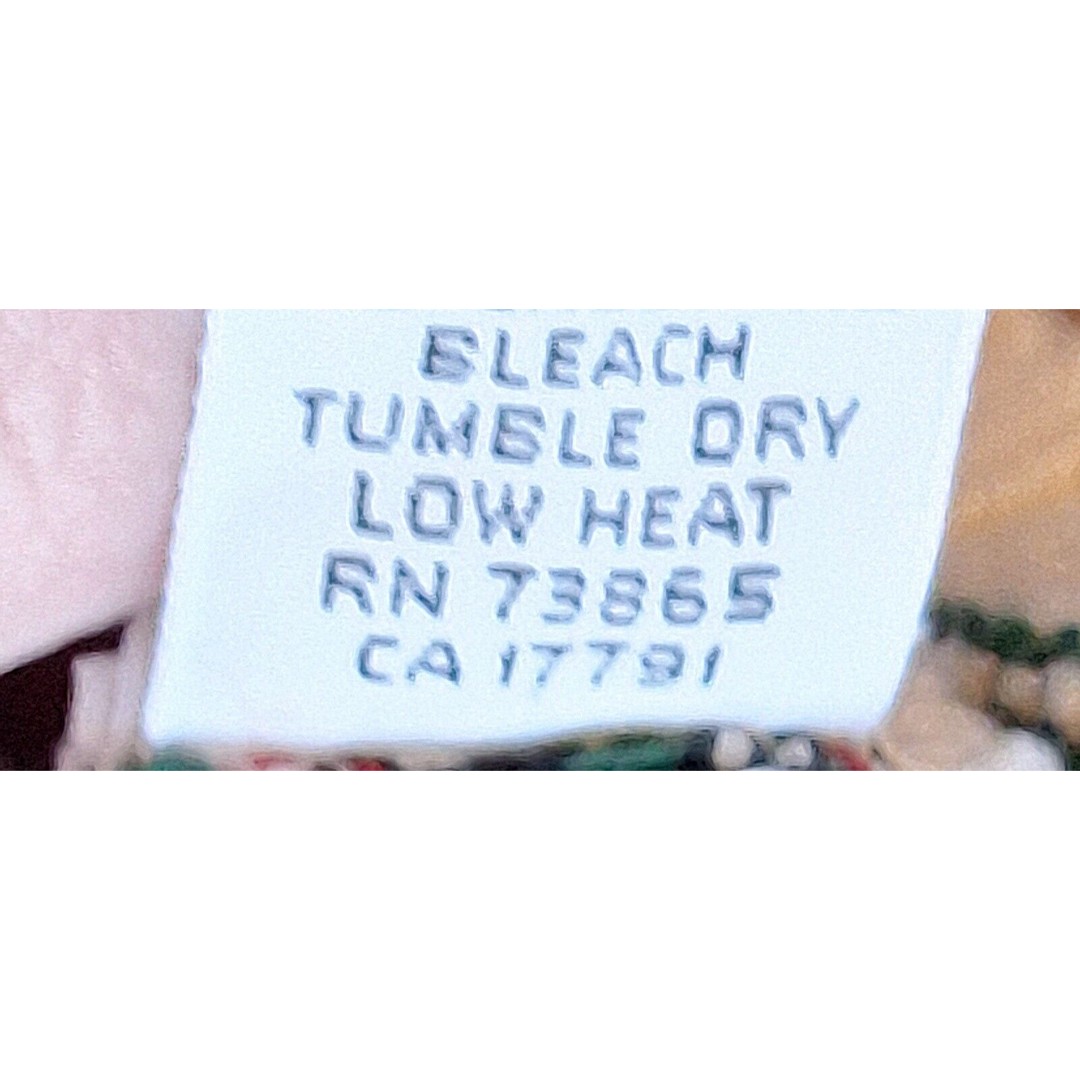 BLEACH
TUMBLE DRY
LOW HEAT
RN 73865
CA 17791